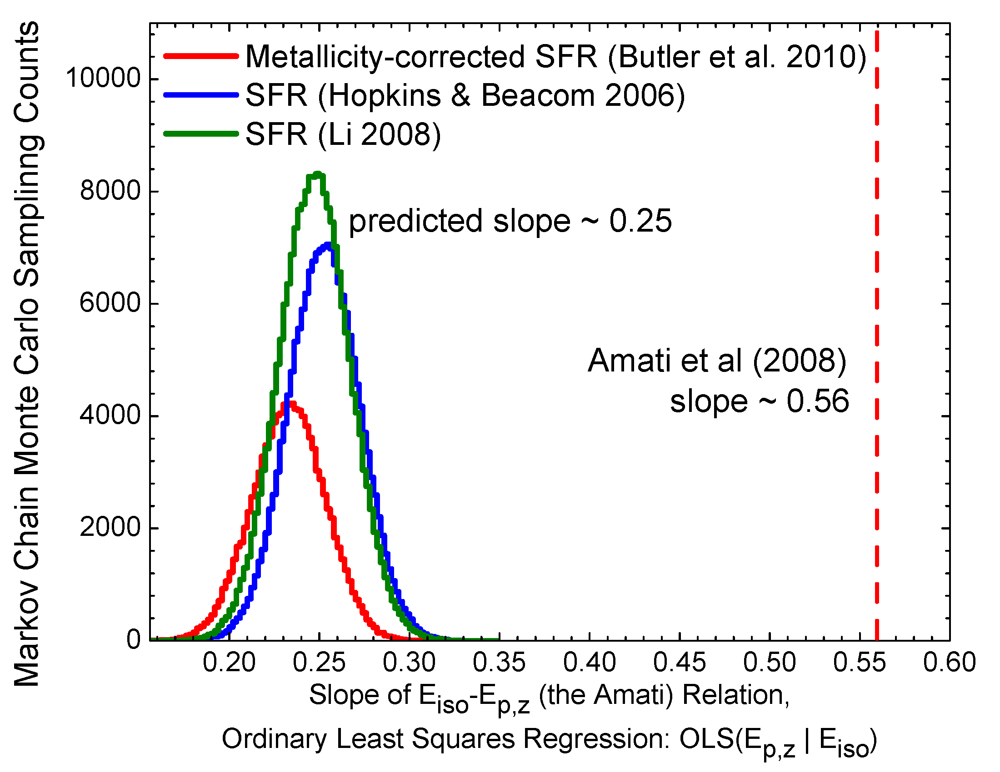 Markov Chain Monte Carlo Samplinng Counts
Metallicity-corrected SFR (Butler et al. 2010)
SFR (Hopkins & Beacom 2006)
SFR (Li 2008)
predicted slope ~ 0.25
Amati et al (2008)
slope ~ 0.56
10000
8000
6000
4000
2000
0
0.20 0.25 0.30 0.35 0.40 0.45 0.50 0.55 0.60
Slope of Eiso-Ep,z (the Amati) Relation,
Ordinary Least Squares Regression: OLS(Ep,z | Eiso)